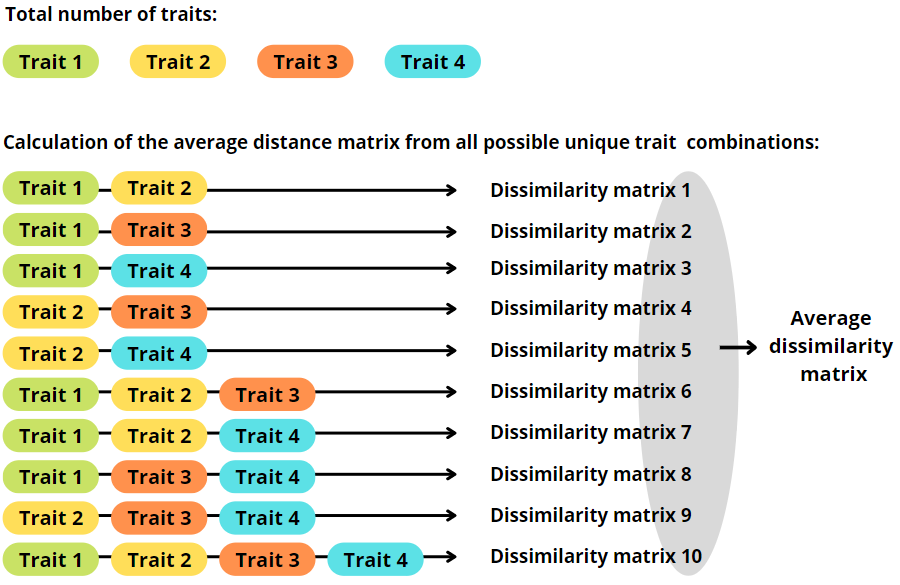 Total number of traits:
Trait 1 Trait 2 Trait 3 Trait 4
Calculation of the average distance matrix from all possible unique trait combinations:
Trait 1 Trait 2 Dissimilarity matrix 1
Trait 1 Trait 3 Dissimilarity matrix 2
Trait 1 Trait 4 Dissimilarity matrix 3
Trait 2 Trait 3 Dissimilarity matrix 4
Trait 2 Trait 4 Dissimilarity matrix 5
Trait 1 Trait 2 Trait 3 Dissimilarity matrix 6
Trait 1 Trait 2 Trait 4 Dissimilarity matrix 7
Trait 1 Trait 3 Trait 4 Dissimilarity matrix 8
Trait 2 Trait 3 Trait 4 Dissimilarity matrix 9
Trait 1 Trait 2 Trait 3 Trait 4 Dissimilarity matrix 10
Average
dissimilarity
matrix